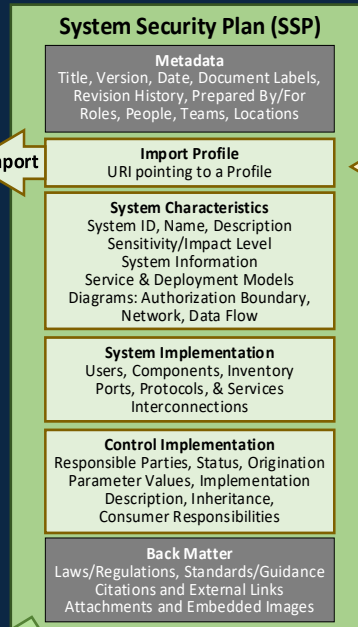 System Security Plan (SSP)
Metadata
Title, Version, Date, Document Labels,
Revision History, Prepared By/For
Roles, People, Teams, Locations
port
Import Profile
URI pointing to a Profile
System Characteristics
System ID, Name, Description
Sensitivity/Impact Level
System Information
Service & Deployment Models
Diagrams: Authorization Boundary,
Network, Data Flow
System Implementation
Users, Components, Inventory
Ports, Protocols, & Services
Interconnections
Control Implementation
Responsible Parties, Status, Origination
Parameter Values, Implementation
Description, Inheritance,
Consumer Responsibilities
Back Matter
Laws/Regulations, Standards/Guidance
Citations and External Links
Attachments and Embedded Images